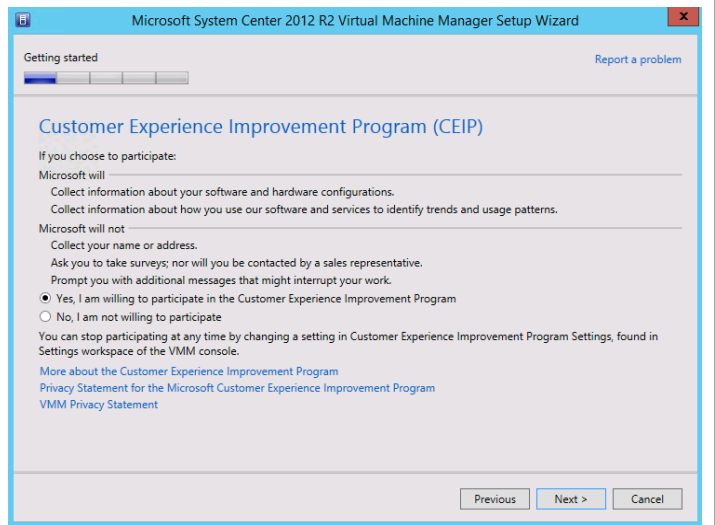 Microsoft System Center 2012 R2 Virtual Machine Manager Setup Wizard
x
Getting started
Report a problem
Customer Experience Improvement Program (CEIP)
If you choose to participate:
Microsoft will
Collect information about your software and hardware configurations.
Collect information about how you use our software and services to identify trends and usage patterns.
Microsoft will not
Collect your name or address.
Ask you to take surveys; nor will you be contacted by a sales representative.
Prompt you with additional messages that might interrupt your work.
Yes, I am willing to participate in the Customer Experience Improvement Program
No, I am not willing to participate
You can stop participating at any time by changing a setting in Customer Experience Improvement Program Settings, found in
Settings workspace of the VMM console.
More about the Customer Experience Improvement Program
Privacy Statement for the Microsoft Customer Experience Improvement Program
VMM Privacy Statement
Previous
Next >
Cancel